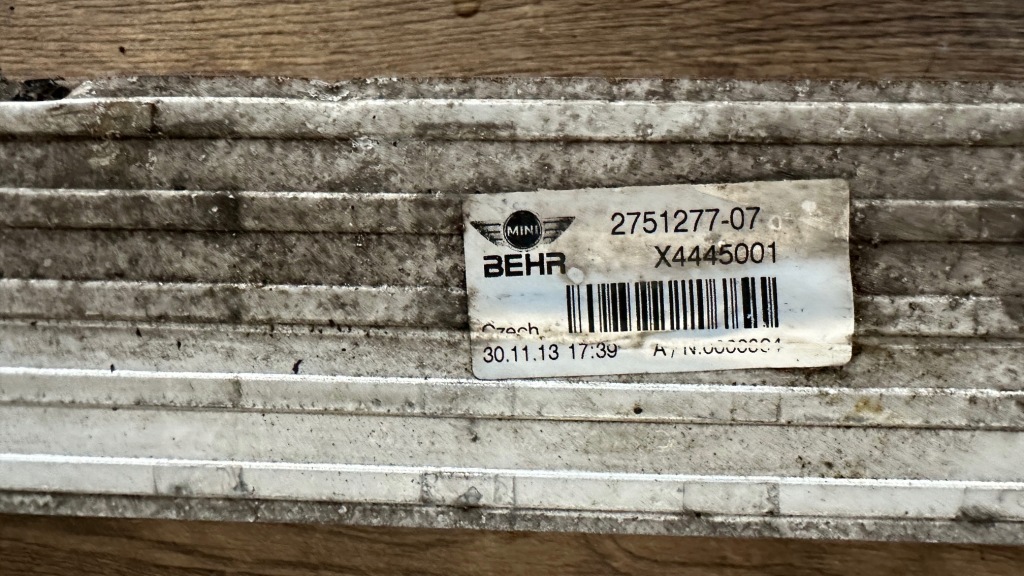 MINI
2751277-07
BEHR
X4445001
Czech
30.11.13 17:39